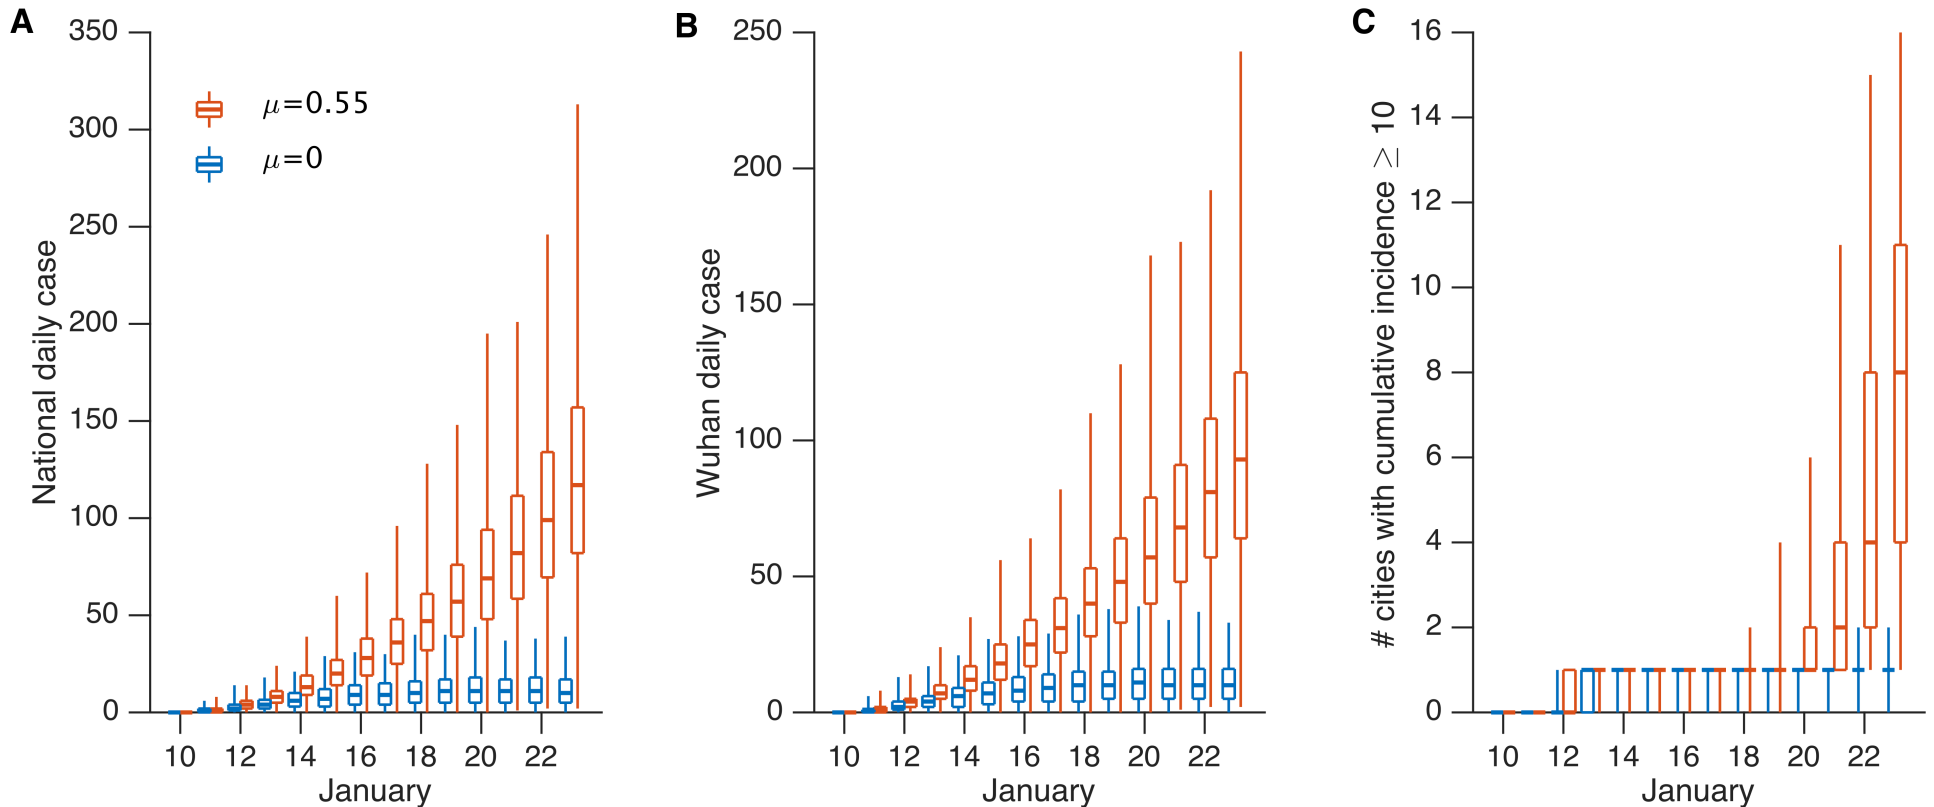 A
350
300
250
200
150
100
50
0
National daily case
μ=0.55
μ=0
10 12 14 16 18 20 22
January
B
250
200
150
100
50
0
Wuhan daily case
10 12 14 16 18 20 22
January
C
16
14
12
10
8
6
4
2
0
# cities with cumulative incidence ≥ 10
10 12 14 16 18 20 22
January